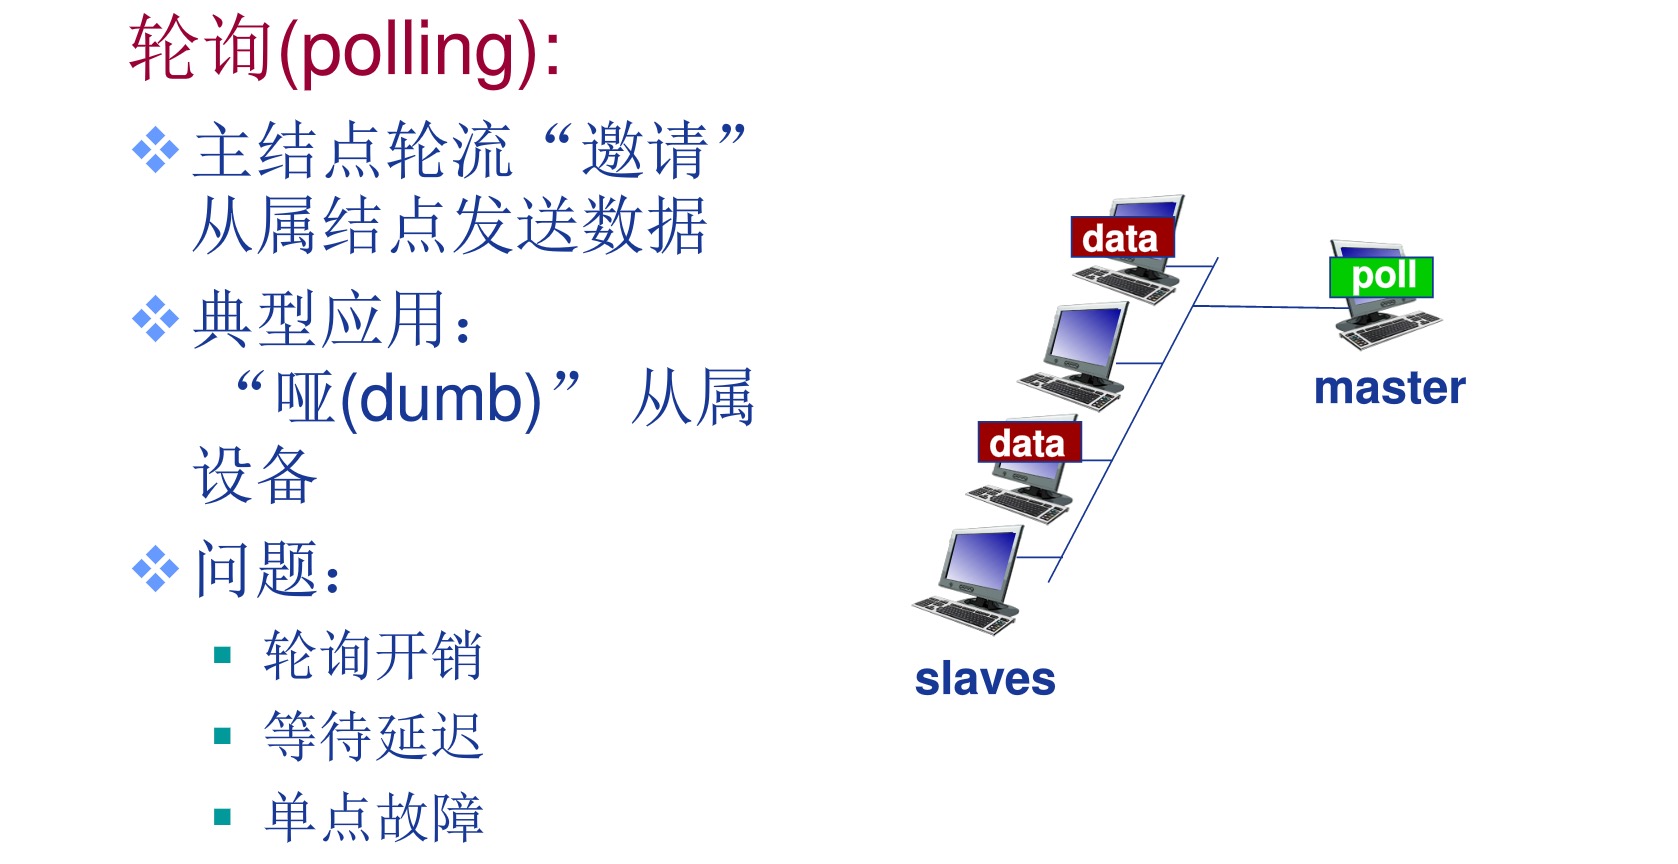 轮询(polling):
主结点轮流“邀请”
从属结点发送数据
典型应用：
“哑(dumb)” 从属
设备
问题：
轮询开销
等待延迟
单点故障
data
poll
master
data
slaves